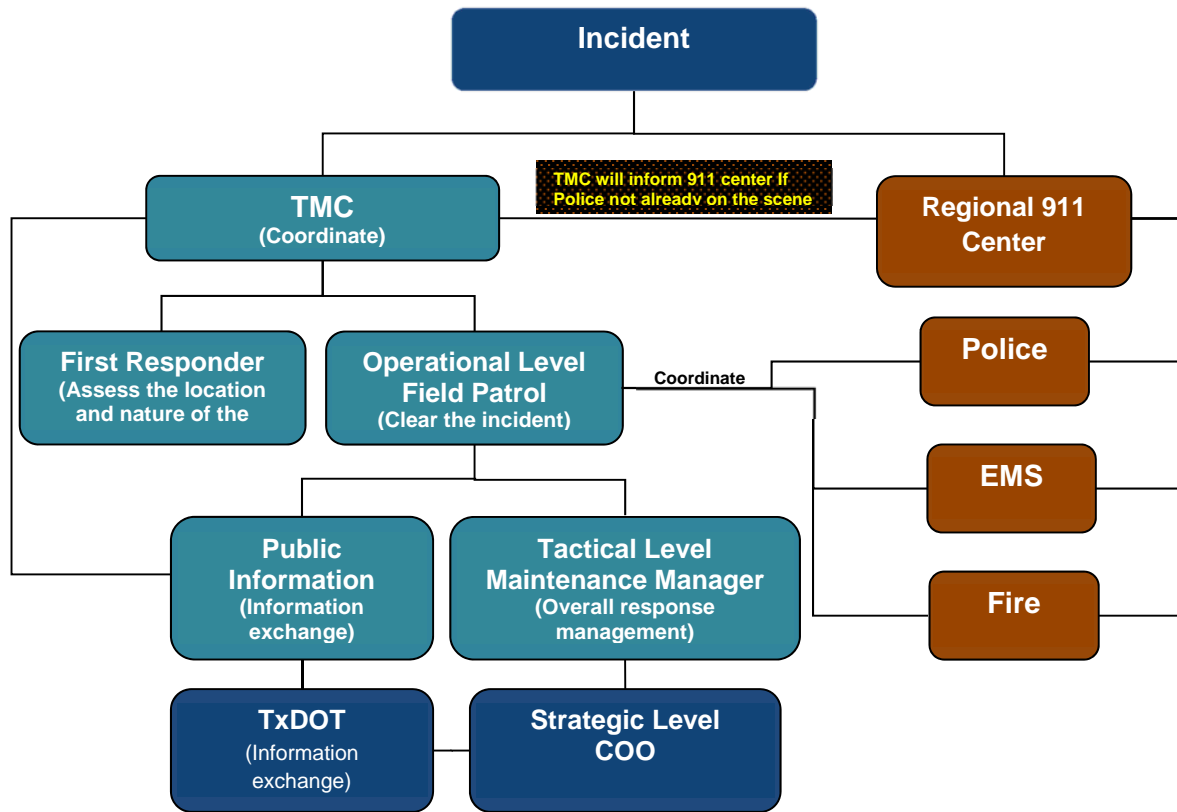 Incident
TMC will inform 911 center If
Police not already on the scene
TMC
(Coordinate)
Regional 911
Center
First Responder
(Assess the location
and nature of the
Operational Level
Field Patrol
(Clear the incident)
Coordinate
Police
EMS
Public
Information
(Information
exchange)
Tactical Level
Maintenance Manager
(Overall response
management)
Fire
TxDOT
(Information
exchange)
Strategic Level
COO